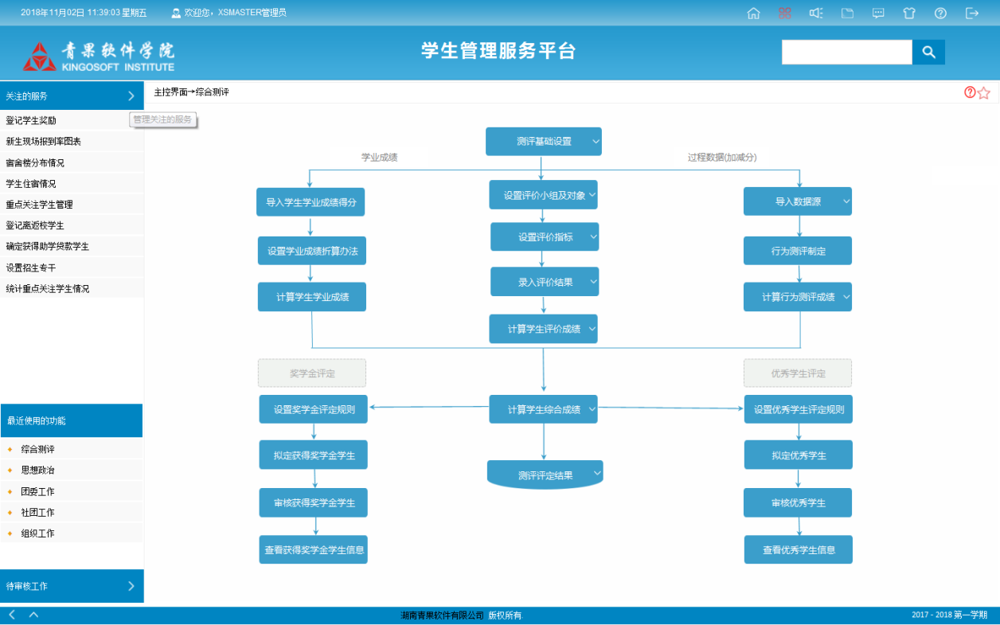 2018年11月02日 11:39:03 星期五
欢迎您，XSMASTER管理员
青果软件学院
KINGOSOFT INSTITUTE
学生管理服务平台
关注的服务
主控界面→综合测评
管理关注的服务
登记学生奖励
新生现场报到率图表
宿舍楼分布情况
学生住宿情况
重点关注学生管理
登记离返校学生
确定获得助学贷款学生
设置招生专干
统计重点关注学生情况
最近使用的功能
综合测评
思想政治
团委工作
社团工作
组织工作
待审核工作
测评基础设置
学业成绩
过程数据(加减分)
导入学生学业成绩得分
设置评价小组及对象
导入数据源
设置学业成绩折算办法
设置评价指标
行为测评制定
计算学生学业成绩
录入评价结果
计算行为测评成绩
计算学生评价成绩
奖学金评定
优秀学生评定
设置奖学金评定规则
计算学生综合成绩
设置优秀学生评定规则
拟定获得奖学金学生
测评评定结果
拟定优秀学生
审核获得奖学金学生
审核优秀学生
查看获得奖学金学生信息
查看优秀学生信息
湖南青果软件有限公司 版权所有
2017 - 2018 第一学期